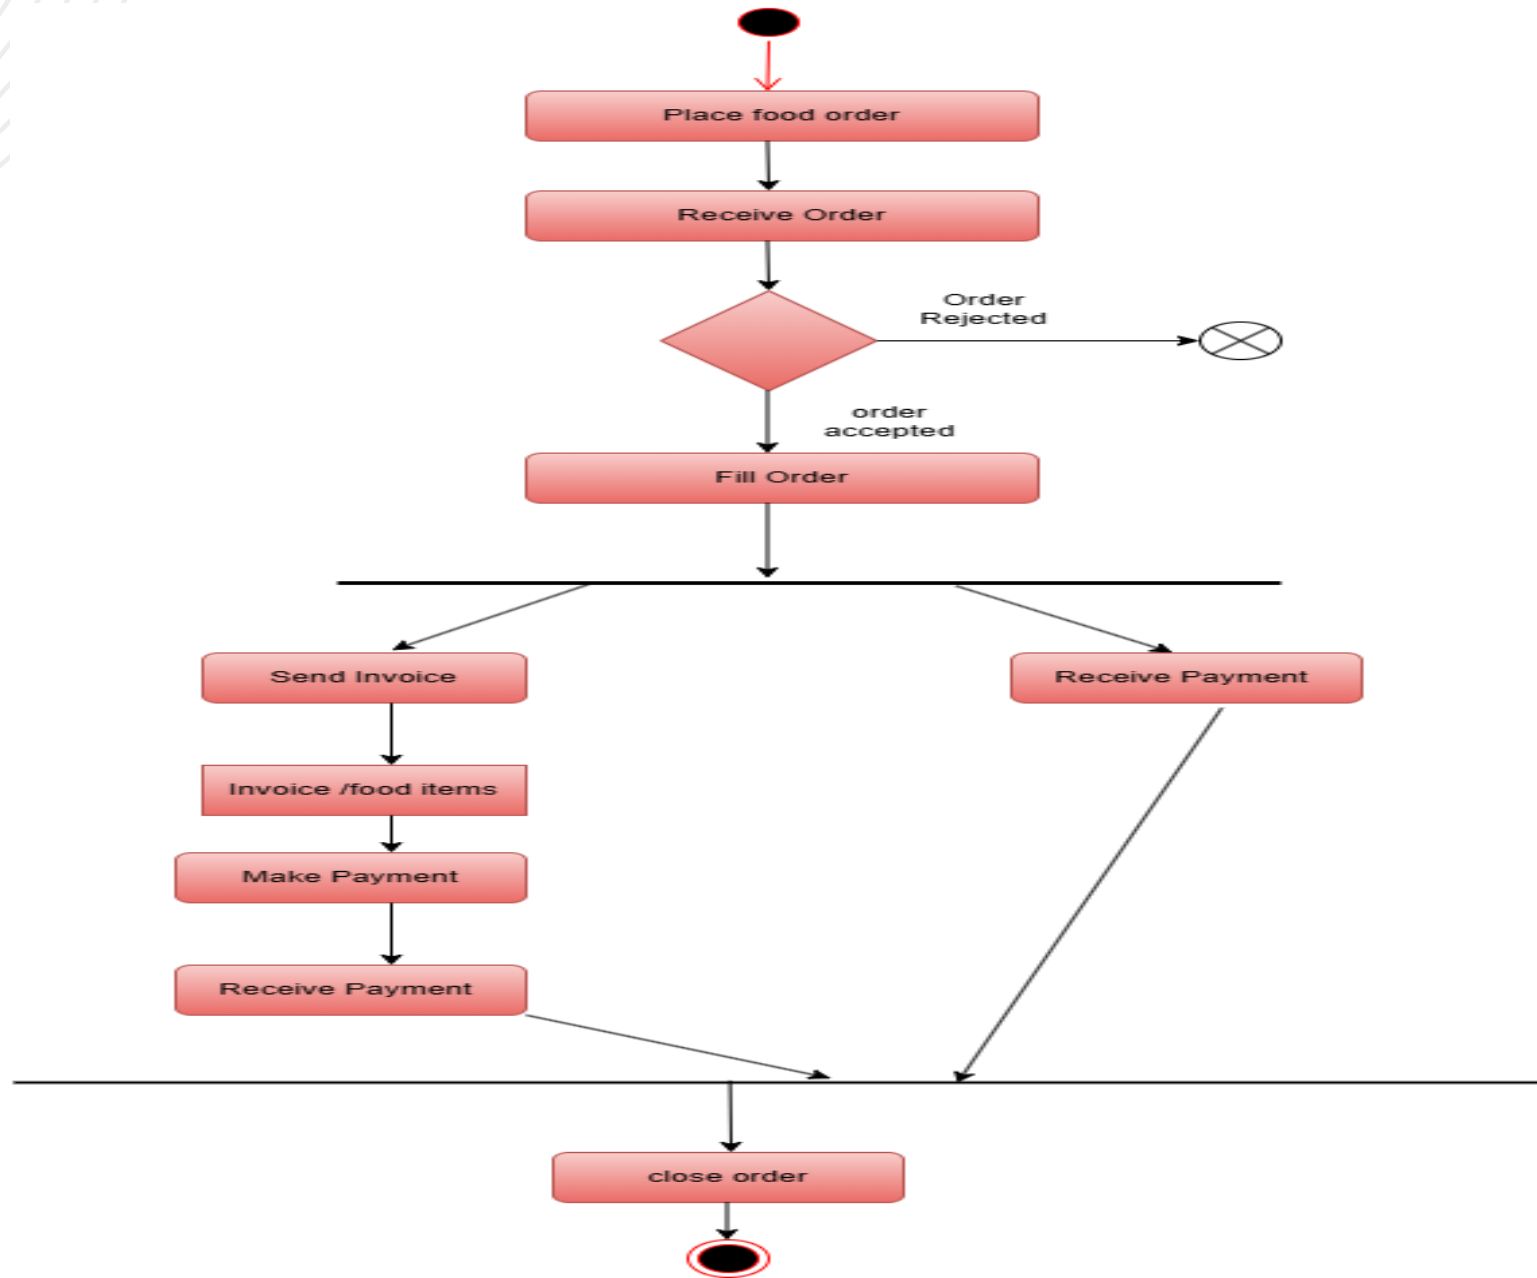 Place food order
Receive Order
Order
Rejected
order
accepted
Fill Order
Send Invoice
Receive Payment
Invoice /food items
Make Payment
Receive Payment
close order